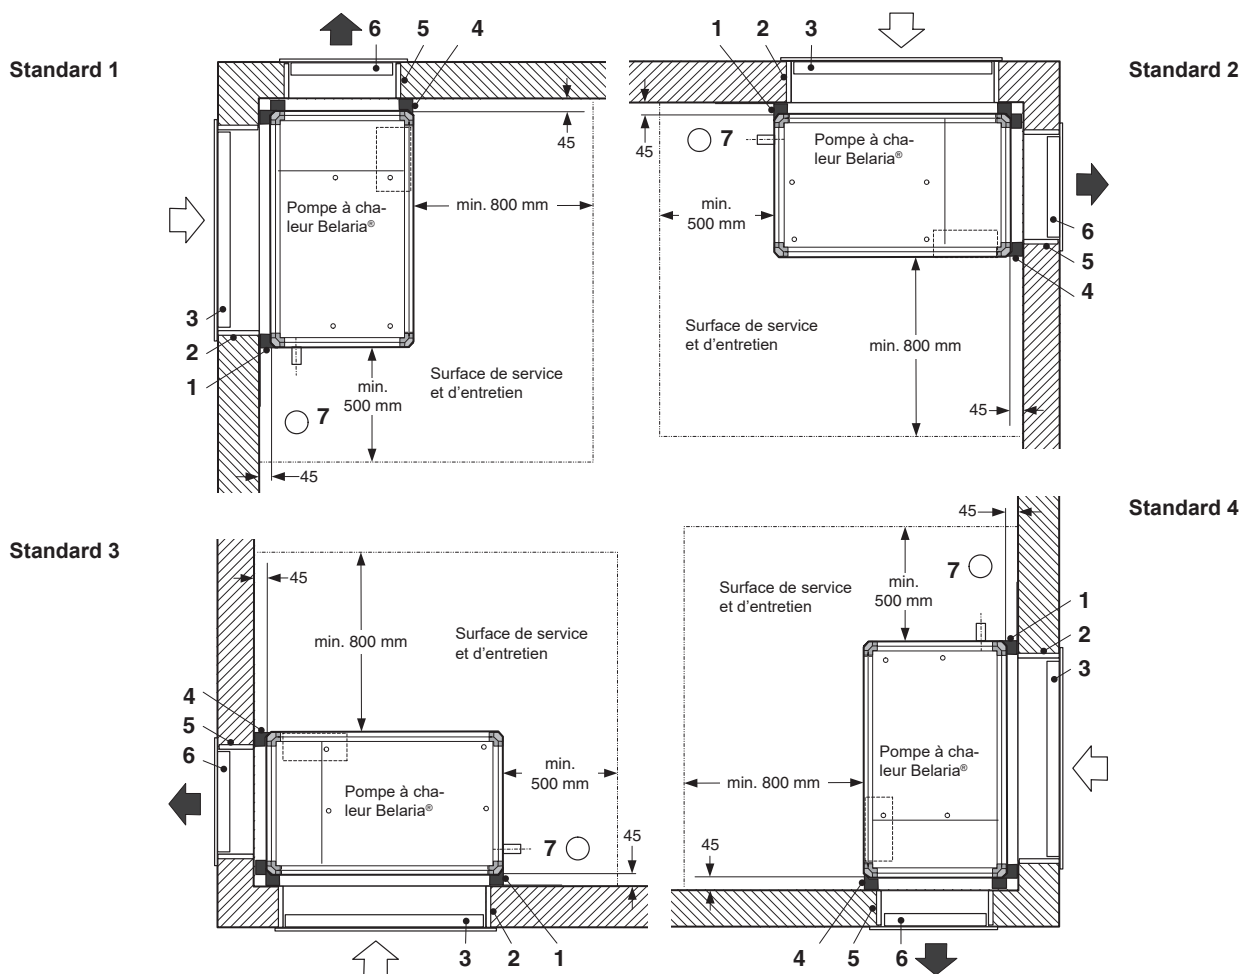 Standard 1
6
5
4
45
Pompe à cha-
leur Belaria®
min. 800 mm
3
2
1
min.
500 mm
Surface de service
et d’entretien
7
45
Standard 2
1
2
3
45
7
Pompe à cha-
leur Belaria®
min.
500 mm
6
5
4
Surface de service
et d’entretien
min. 800 mm
45
Standard 3
45
min. 800 mm
Surface de service
et d’entretien
4
5
6
Pompe à cha-
leur Belaria®
min.
500 mm
7
45
3
2
1
Standard 4
45
7
Surface de service
et d’entretien
min.
500 mm
1
2
3
min. 800 mm
Pompe à cha-
leur Belaria®
45
4
5
6